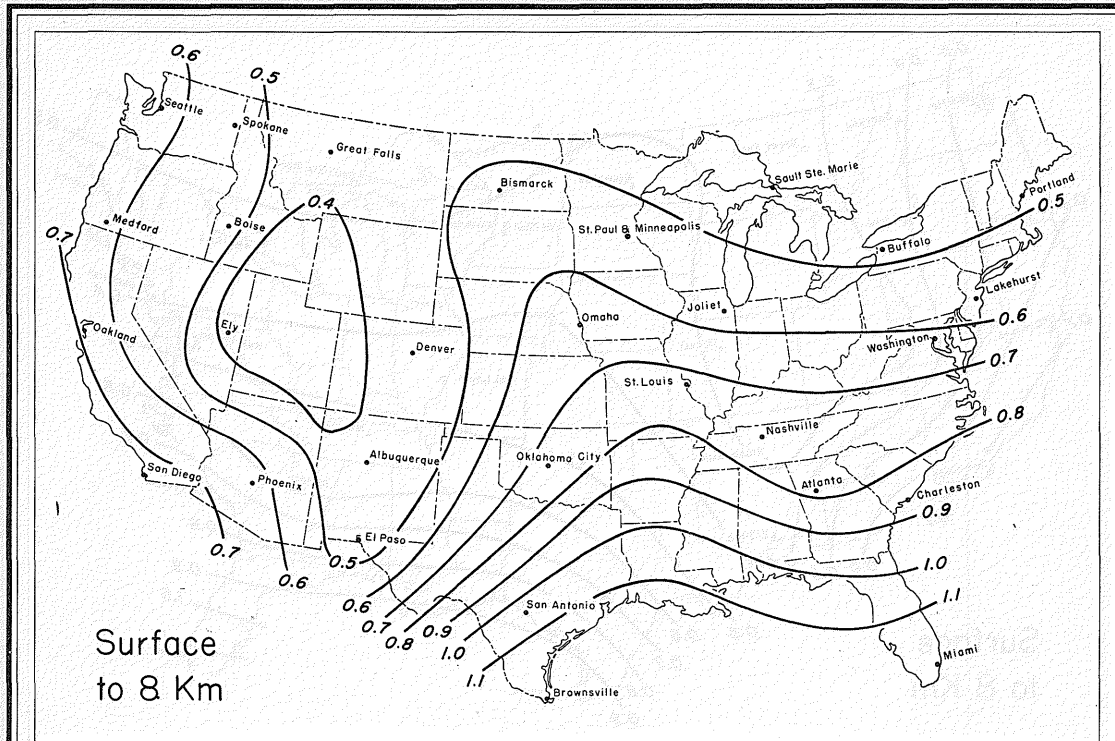 0.6
0.5
Seattle
Spokane
Great Falls
Bismarck
Sault Ste. Marie
Portland
0.4
0.5
Medford
Boise
St. Paul & Minneapolis
Buffalo
0.7
Lakehurst
Ely
Joliet
Oakland
Omaha
0.6
Denver
Washington
0.7
St. Louis
0.8
Nashville
Albuquerque
Oklahoma City
San Diego
Phoenix
Atlanta
Charleston
0.9
El Paso
0.7
0.5
1.0
0.6
0.6
San Antonio
1.1
0.7
0.9
0.8
1.0
Surface
Miami
1.1
to 8 Km
Brownsville